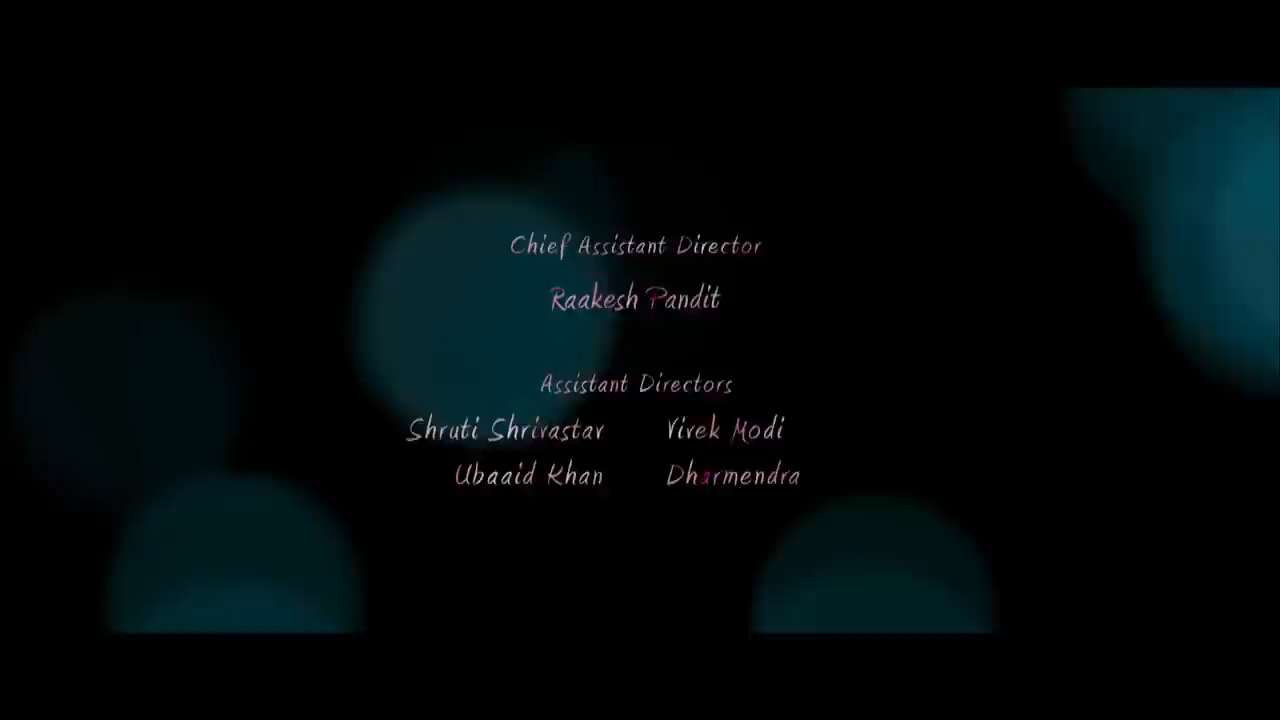 Chief Assistant Director
Raakesh Pandit
Assistant Directors
Shruti Shrivastav Vivek Modi
Ubaaid Khan Dharmendra